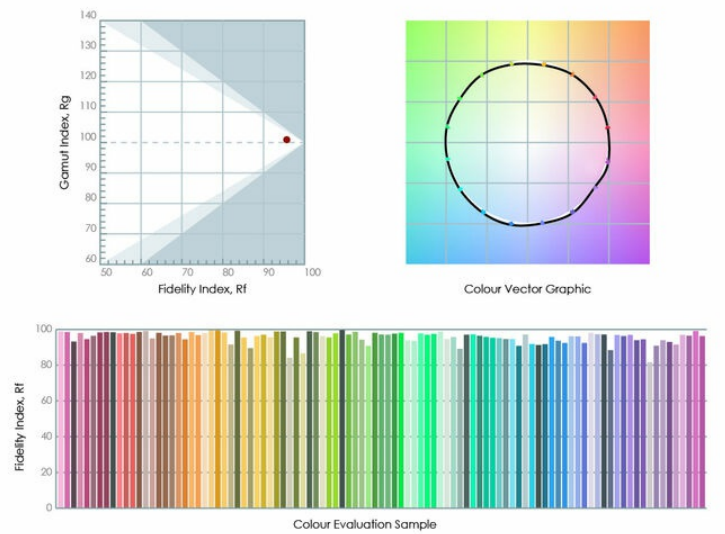 140
130
120
110
100
90
80
70
60
Gamut Index, Rg
50 60 70 80 90 100
Fidelity Index, Rf
Colour Vector Graphic
100
80
60
40
20
0
Fidelity Index, Rf
Colour Evaluation Sample